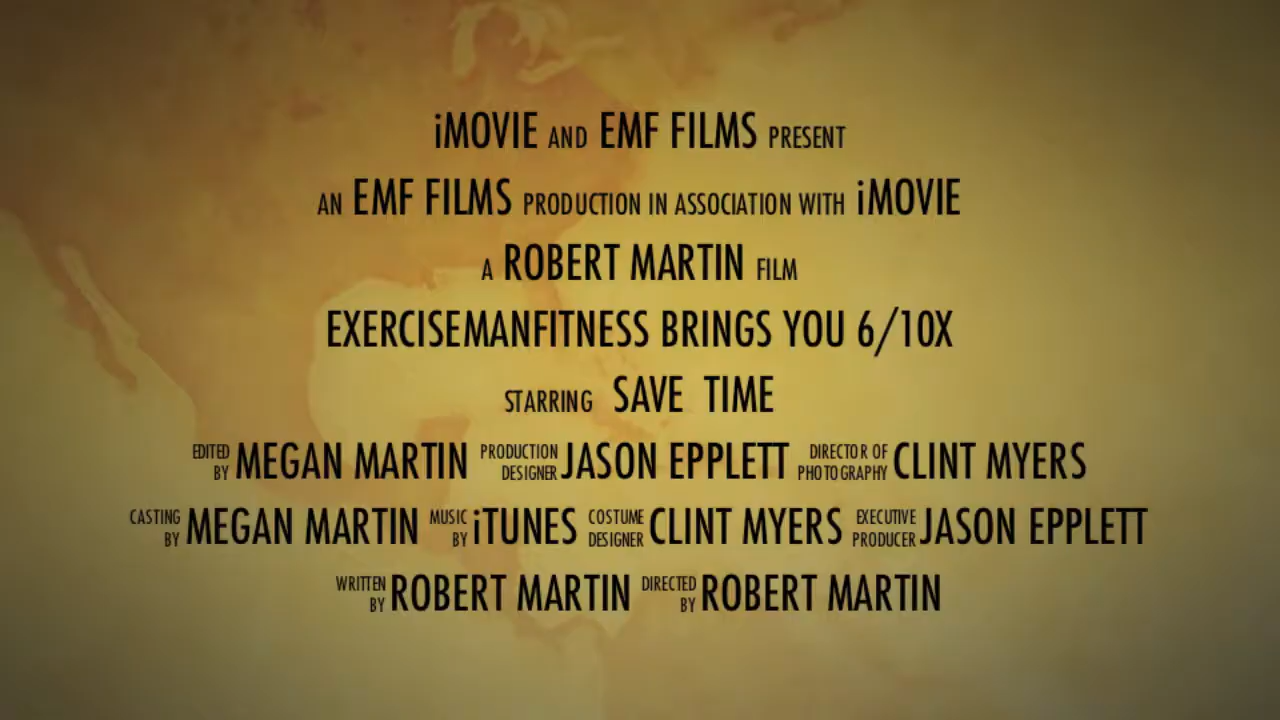 iMOVIE AND EMF FILMS PRESENT
AN EMF FILMS PRODUCTION IN ASSOCIATION WITH iMOVIE
A ROBERT MARTIN FILM
EXERCISEMANFITNESS BRINGS YOU 6/10X
STARRING SAVE TIME
EDITED BY MEGAN MARTIN PRODUCTION DESIGNER JASON EPPLETT DIRECTOR OF PHOTOGRAPHY CLINT MYERS
CASTING BY MEGAN MARTIN MUSIC BY iTUNES COSTUME DESIGNER CLINT MYERS EXECUTIVE PRODUCER JASON EPPLETT
WRITTEN BY ROBERT MARTIN DIRECTED BY ROBERT MARTIN